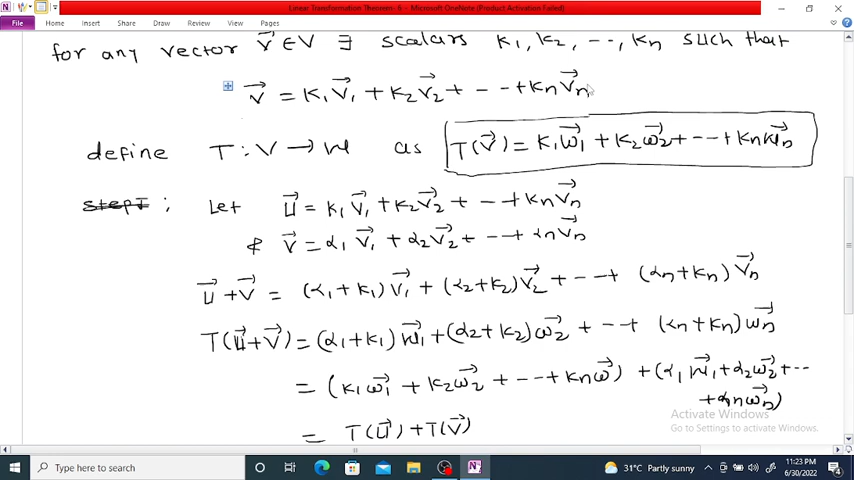 Linear Transformation Theorem- 6 - Microsoft OneNote (Product Activation Failed)
File Home Insert Draw Review View Pages
for any vector v⃗ ∈ V ∃ scalars k₁, k₂, --, kn such that
v⃗ = k₁v⃗₁ + k₂v⃗₂ + - - + knv⃗n
define T : V → W as T(v⃗) = k₁w⃗₁ + k₂w⃗₂ + - - + knw⃗n
stepI : Let u⃗ = k₁v⃗₁ + k₂v⃗₂ + - - + knv⃗n
& v⃗ = α₁v⃗₁ + α₂v⃗₂ + - - + αnv⃗n
u⃗ + v⃗ = (α₁+k₁)v⃗₁ + (α₂+k₂)v⃗₂ + - - + (αn+kn)v⃗n
T(u⃗+v⃗) = (α₁+k₁)w⃗₁ + (α₂+k₂)w⃗₂ + - - + (αn+kn)w⃗n
= (k₁w⃗₁ + k₂w⃗₂ + - - + knw⃗) + (α₁w⃗₁ + α₂w⃗₂ + - -
+ αnw⃗n)
= T(u⃗) + T(v⃗)
Activate Windows
Go to Settings to activate Windows.
Type here to search
31°C Partly sunny
11:23 PM
6/30/2022